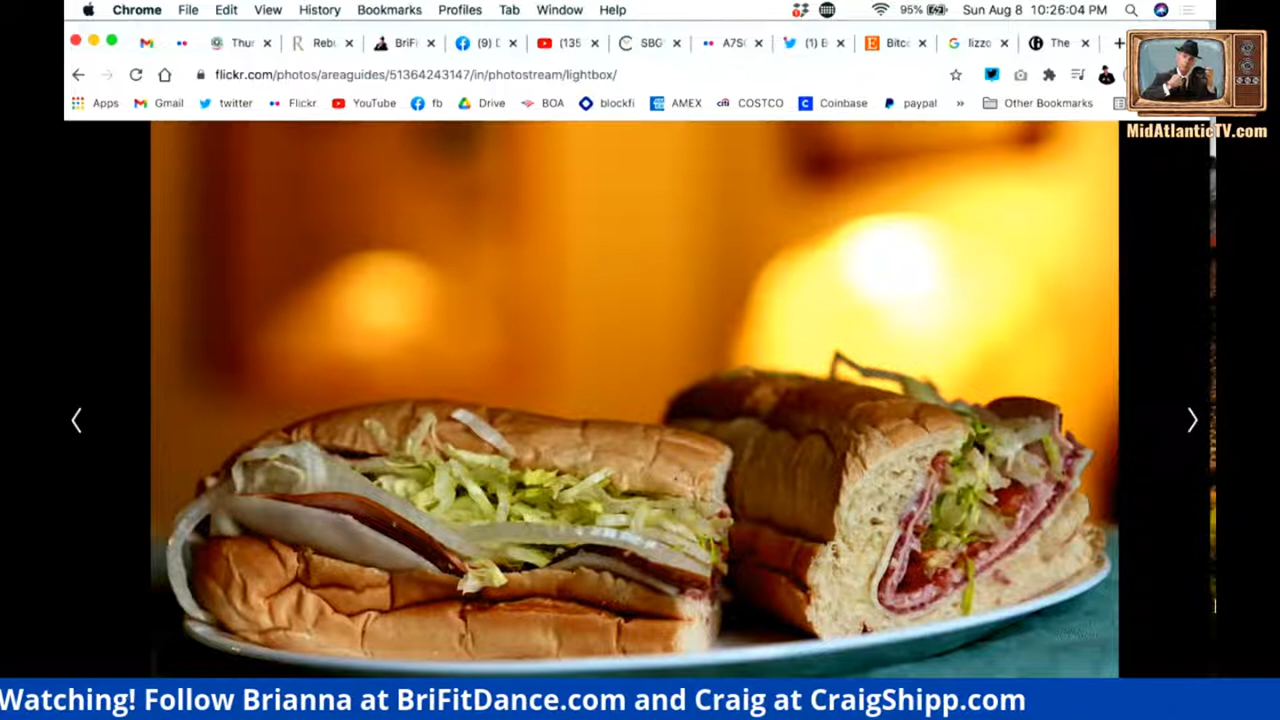 Chrome File Edit View History Bookmarks Profiles Tab Window Help 95% Sun Aug 8 10:26:04 PM
Thur Rebu BriFi (9) D (135 SBG A7S (1) B Bitco lizzo The
flickr.com/photos/areaguides/51364243147/in/photostream/lightbox/
Apps Gmail twitter Flickr YouTube fb Drive BOA blockfi AMEX COSTCO Coinbase paypal » Other Bookmarks
MidAtlanticTV.com
Watching! Follow Brianna at BriFitDance.com and Craig at CraigShipp.com